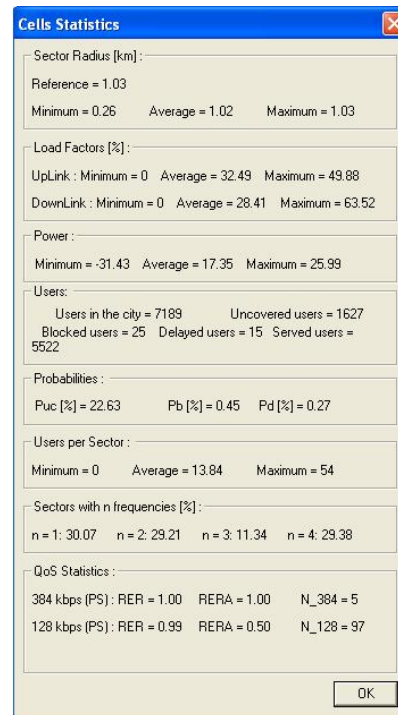 Cells Statistics
Sector Radius [km] :
Reference = 1.03
Minimum = 0.26 Average = 1.02 Maximum = 1.03
Load Factors [%] :
UpLink : Minimum = 0 Average = 32.49 Maximum = 49.88
DownLink : Minimum = 0 Average = 28.41 Maximum = 63.52
Power :
Minimum = -31.43 Average = 17.35 Maximum = 25.99
Users:
Users in the city = 7189 Uncovered users = 1627
Blocked users = 25 Delayed users = 15 Served users =
5522
Probabilities :
Puc [%] = 22.63 Pb [%] = 0.45 Pd [%] = 0.27
Users per Sector :
Minimum = 0 Average = 13.84 Maximum = 54
Sectors with n frequencies [%] :
n = 1: 30.07 n = 2: 29.21 n = 3: 11.34 n = 4: 29.38
QoS Statistics :
384 kbps (PS) : RER = 1.00 RERA = 1.00 N_384 = 5
128 kbps (PS) : RER = 0.99 RERA = 0.50 N_128 = 97
OK